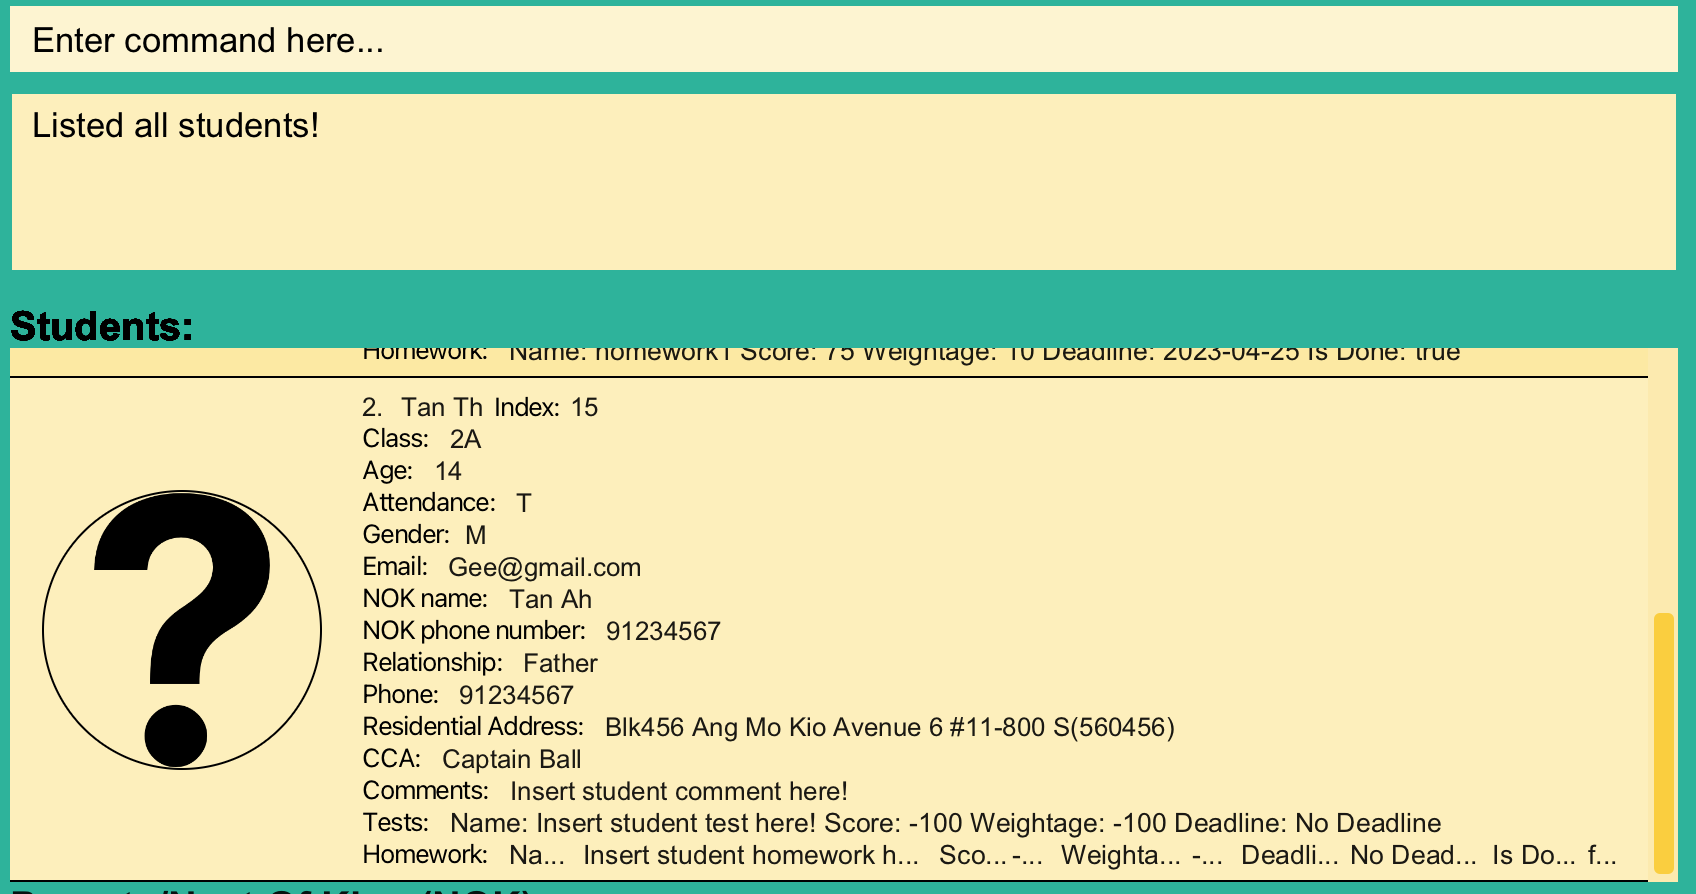 Enter command here...
Listed all students!
Students:
Homework: Name: homework1 Score: 75 Weightage: 10 Deadline: 2023-04-25 Is Done: true
2. Tan Th Index: 15
Class: 2A
Age: 14
Attendance: T
Gender: M
Email: Gee@gmail.com
NOK name: Tan Ah
NOK phone number: 91234567
Relationship: Father
Phone: 91234567
Residential Address: Blk456 Ang Mo Kio Avenue 6 #11-800 S(560456)
CCA: Captain Ball
Comments: Insert student comment here!
Tests: Name: Insert student test here! Score: -100 Weightage: -100 Deadline: No Deadline
Homework: Na... Insert student homework h... Sco... -... Weighta... -... Deadli... No Dead... Is Do... f...